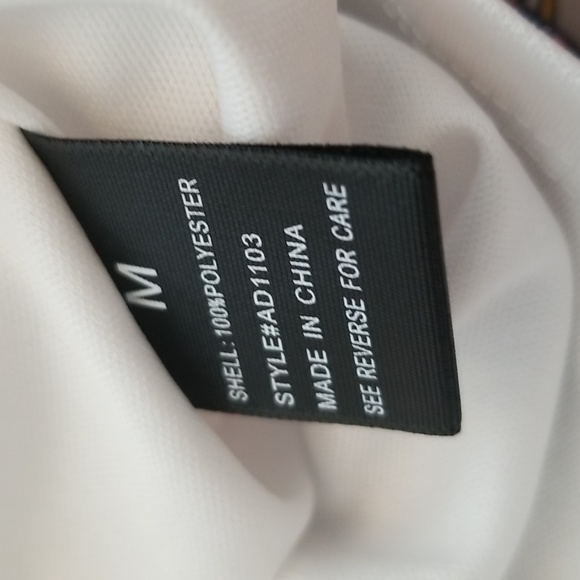 M
SHELL:100%POLYESTER
STYLE#AD1103
MADE IN CHINA
SEE REVERSE FOR CARE